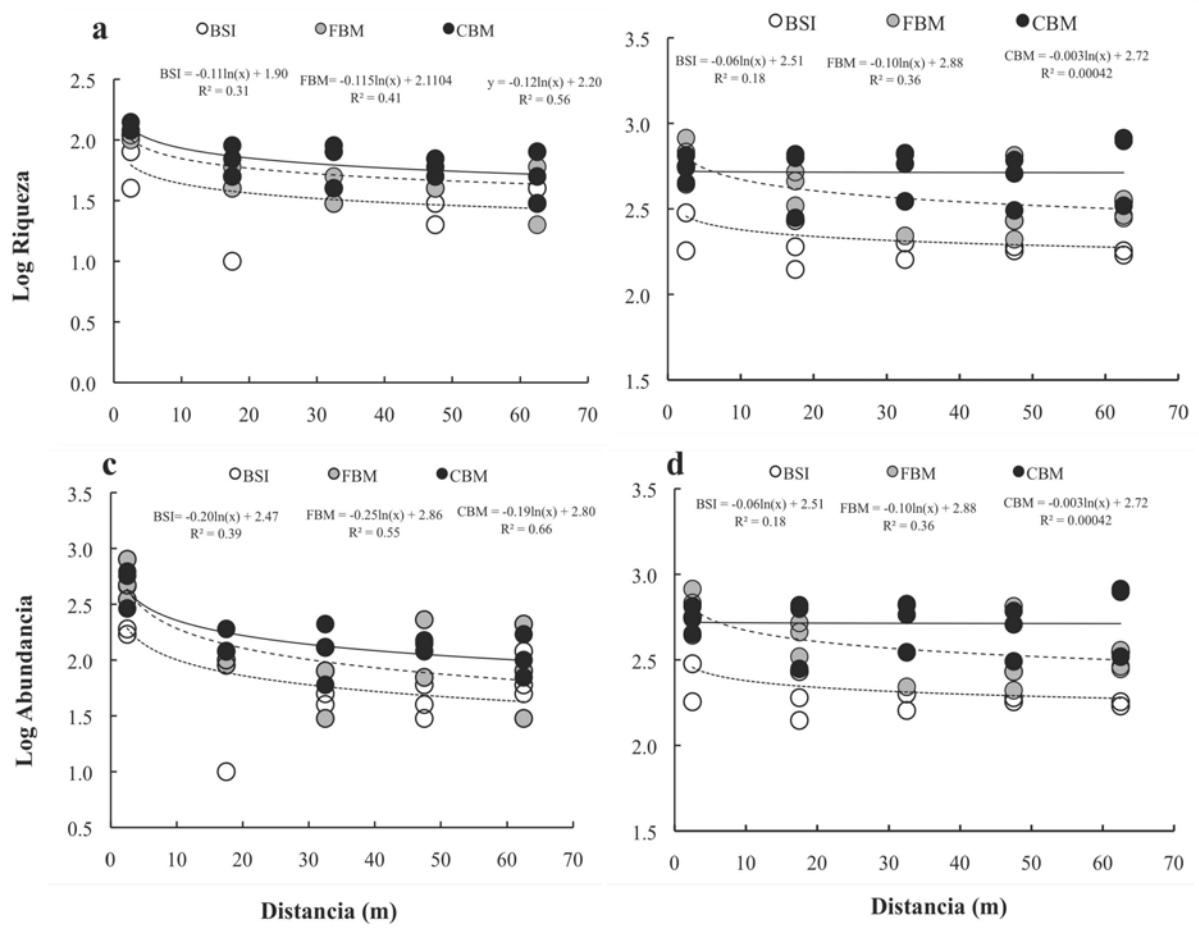 a
BSI FBM CBM
BSI = -0.11ln(x) + 1.90
R² = 0.31
FBM = -0.115ln(x) + 2.1104
R² = 0.41
y = -0.12ln(x) + 2.20
R² = 0.56
Log Riqueza
2.5
2.0
1.5
1.0
0.5
0.0
0 10 20 30 40 50 60 70
BSI FBM CBM
BSI = -0.06ln(x) + 2.51
R² = 0.18
FBM = -0.10ln(x) + 2.88
R² = 0.36
CBM = -0.003ln(x) + 2.72
R² = 0.00042
3.5
3.0
2.5
2.0
1.5
0 10 20 30 40 50 60 70
c
BSI FBM CBM
BSI= -0.20ln(x) + 2.47
R² = 0.39
FBM = -0.25ln(x) + 2.86
R² = 0.55
CBM = -0.19ln(x) + 2.80
R² = 0.66
Log Abundancia
3.5
3.0
2.5
2.0
1.5
1.0
0.5
0 10 20 30 40 50 60 70
Distancia (m)
d
BSI FBM CBM
BSI = -0.06ln(x) + 2.51
R² = 0.18
FBM = -0.10ln(x) + 2.88
R² = 0.36
CBM = -0.003ln(x) + 2.72
R² = 0.00042
3.5
3.0
2.5
2.0
1.5
0 10 20 30 40 50 60 70
Distancia (m)